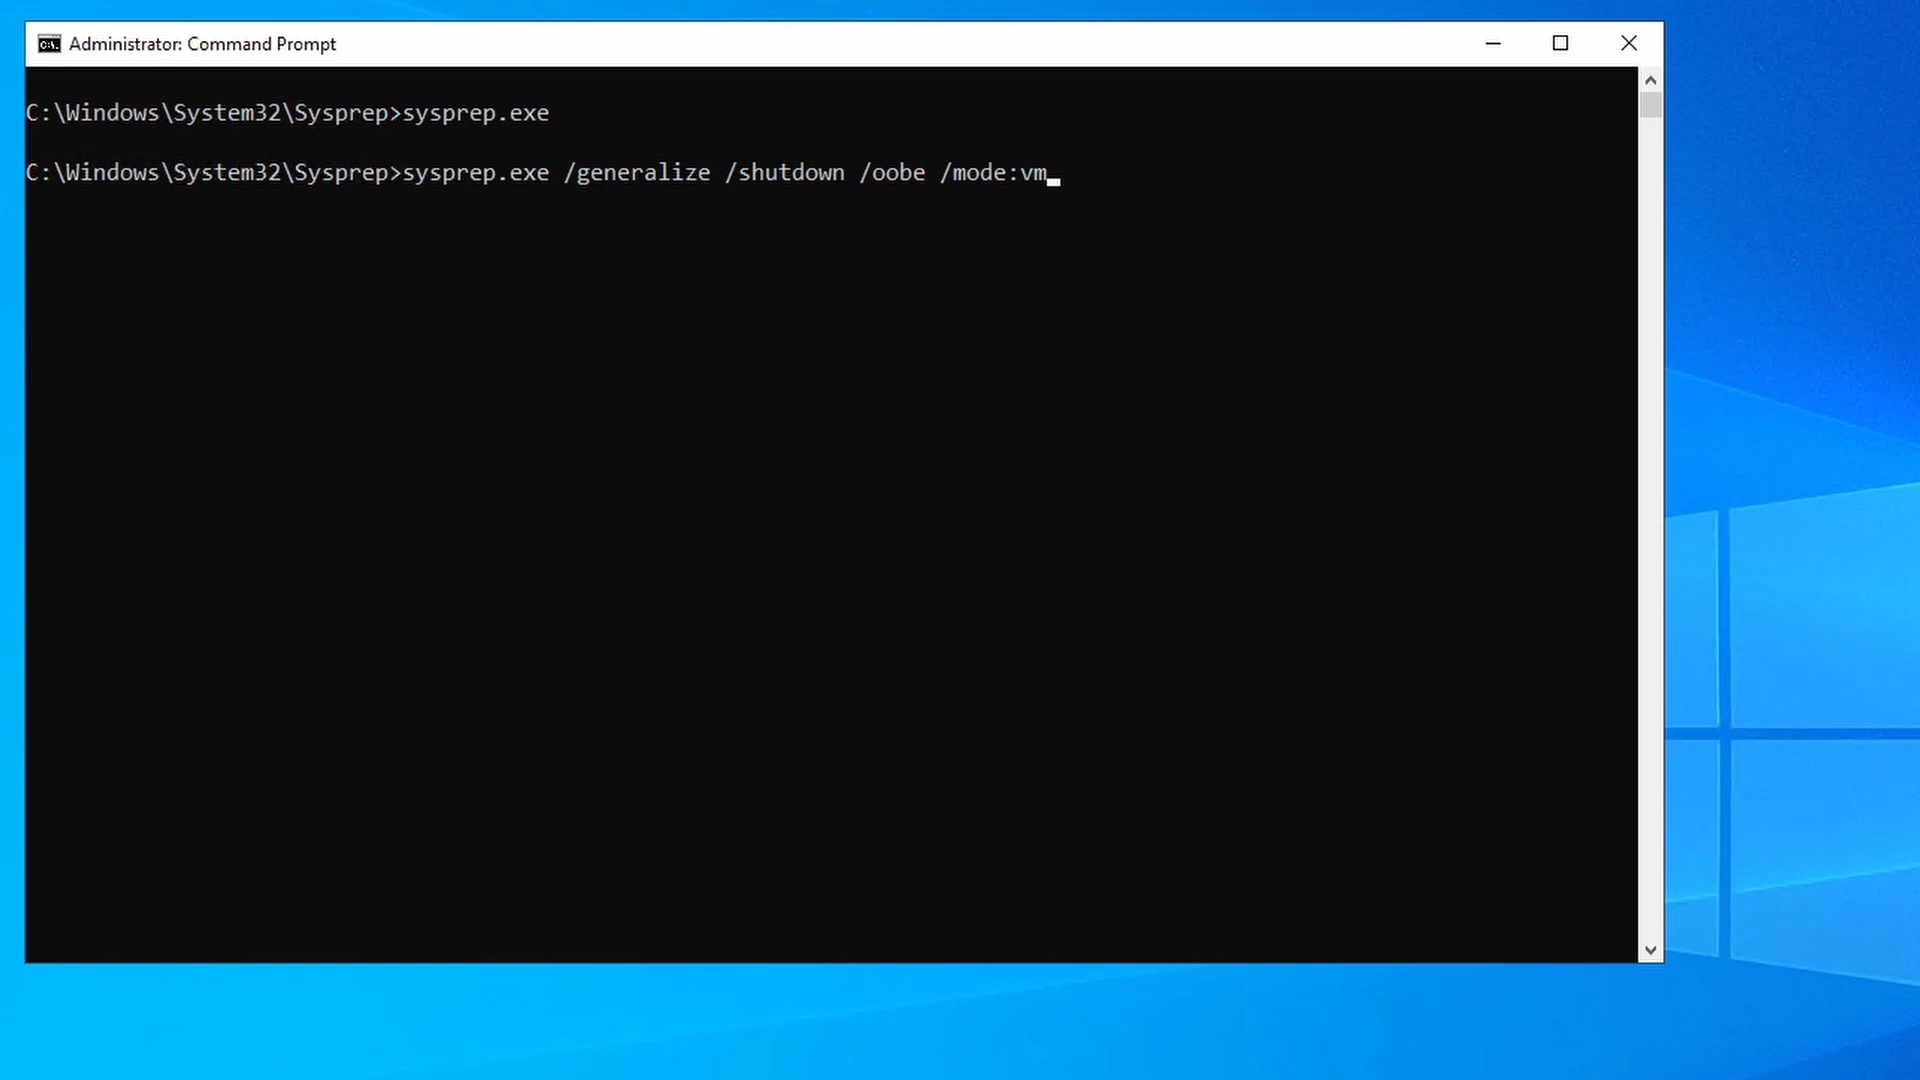 Administrator: Command Prompt
C:\Windows\System32\Sysprep>sysprep.exe
C:\Windows\System32\Sysprep>sysprep.exe /generalize /shutdown /oobe /mode:vm